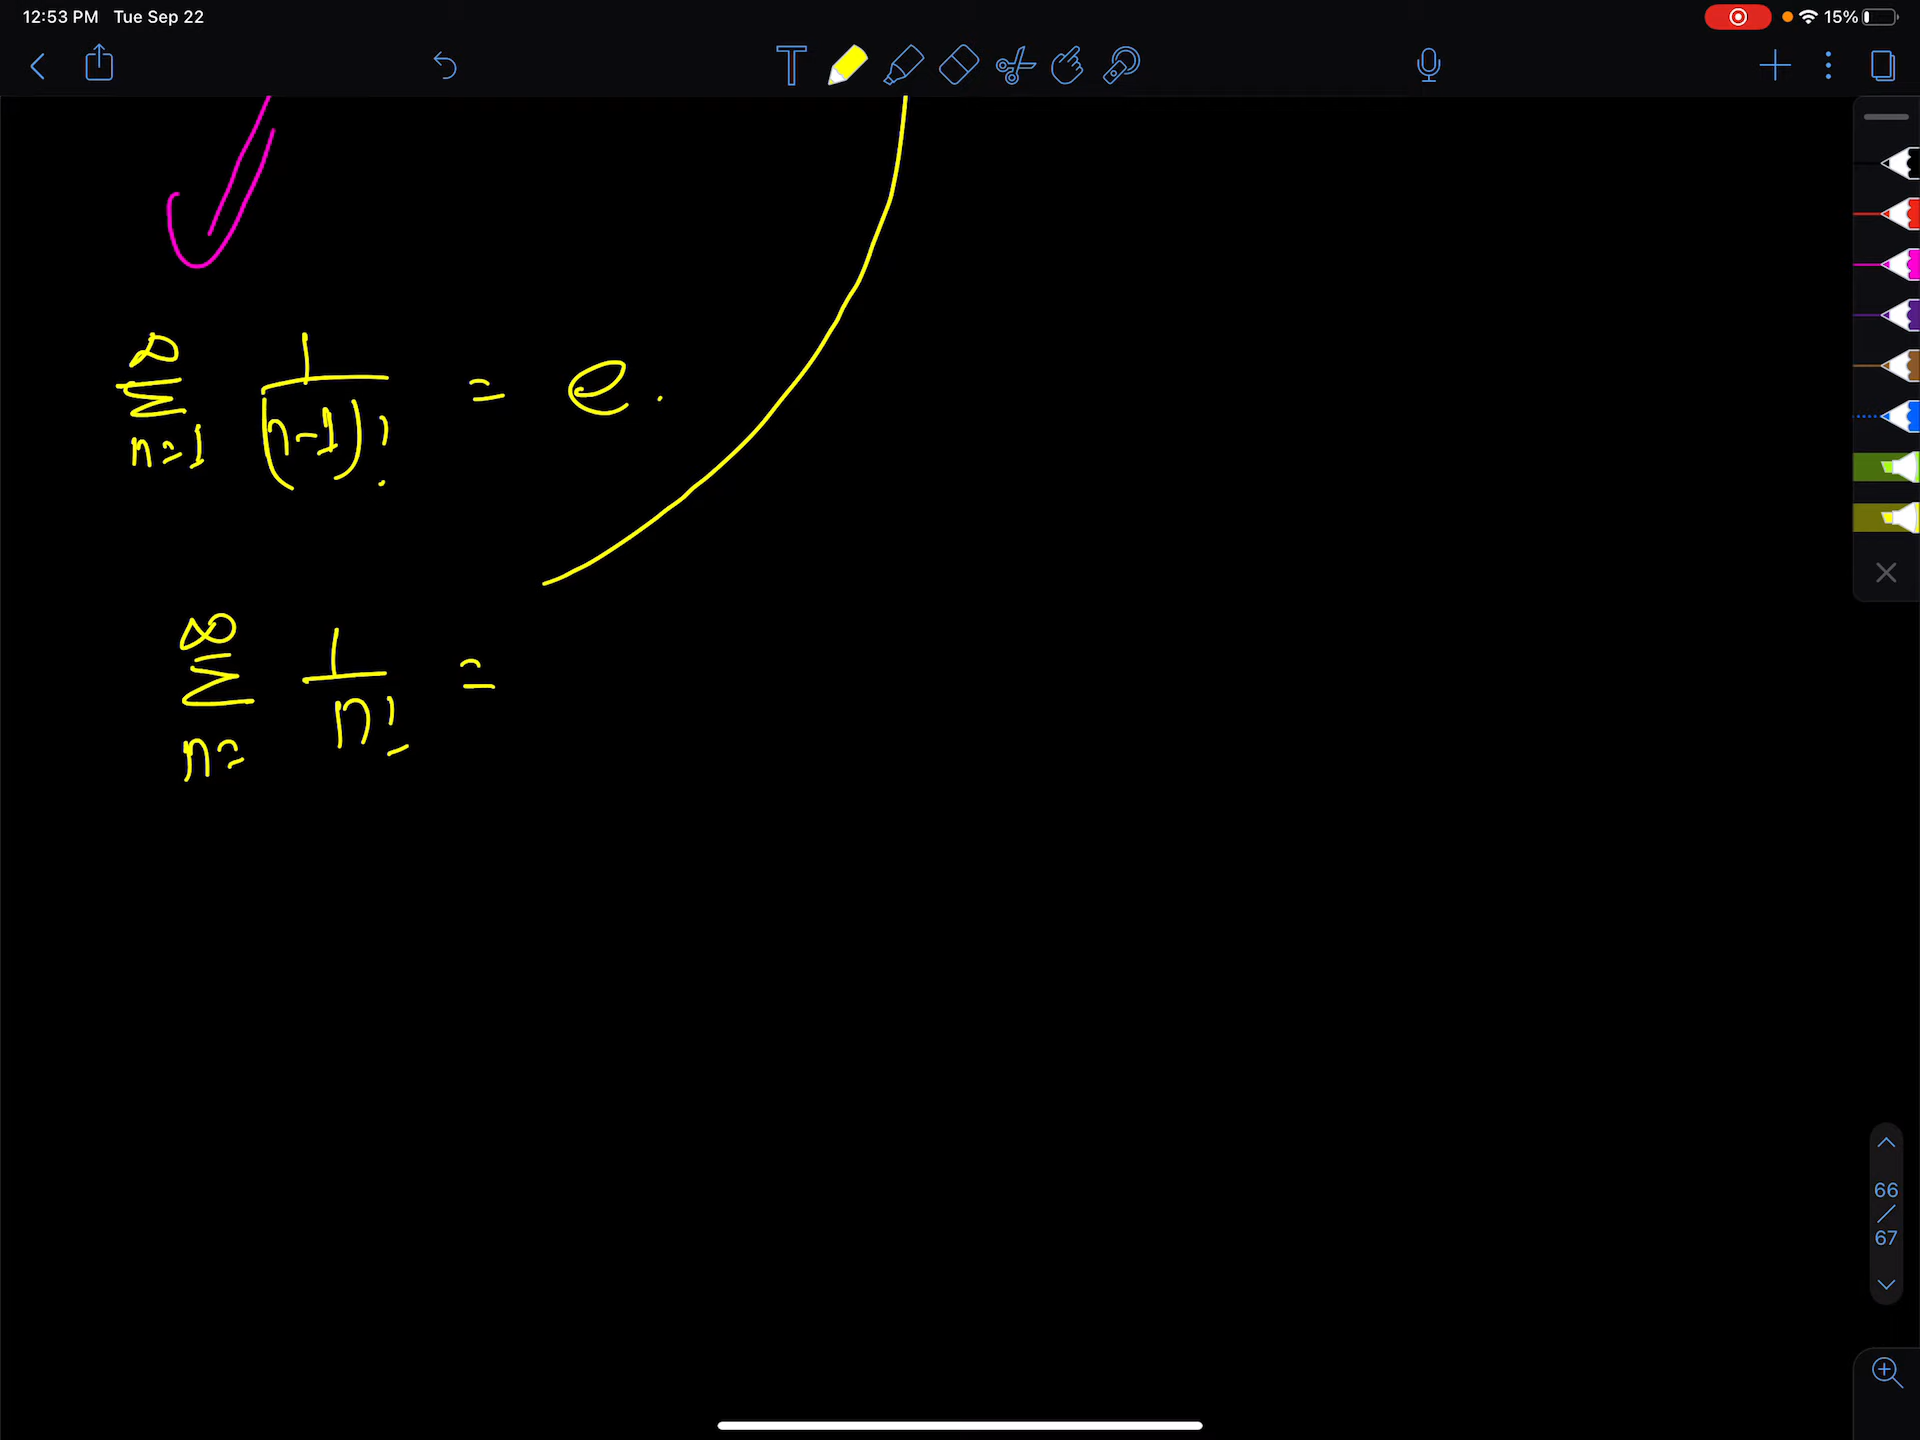 12:53 PM Tue Sep 22 15%
∞ 1
∑ ─── = e.
n=1 (n-1)!
∞ 1
∑ ─── =
n= n!
66
/
67